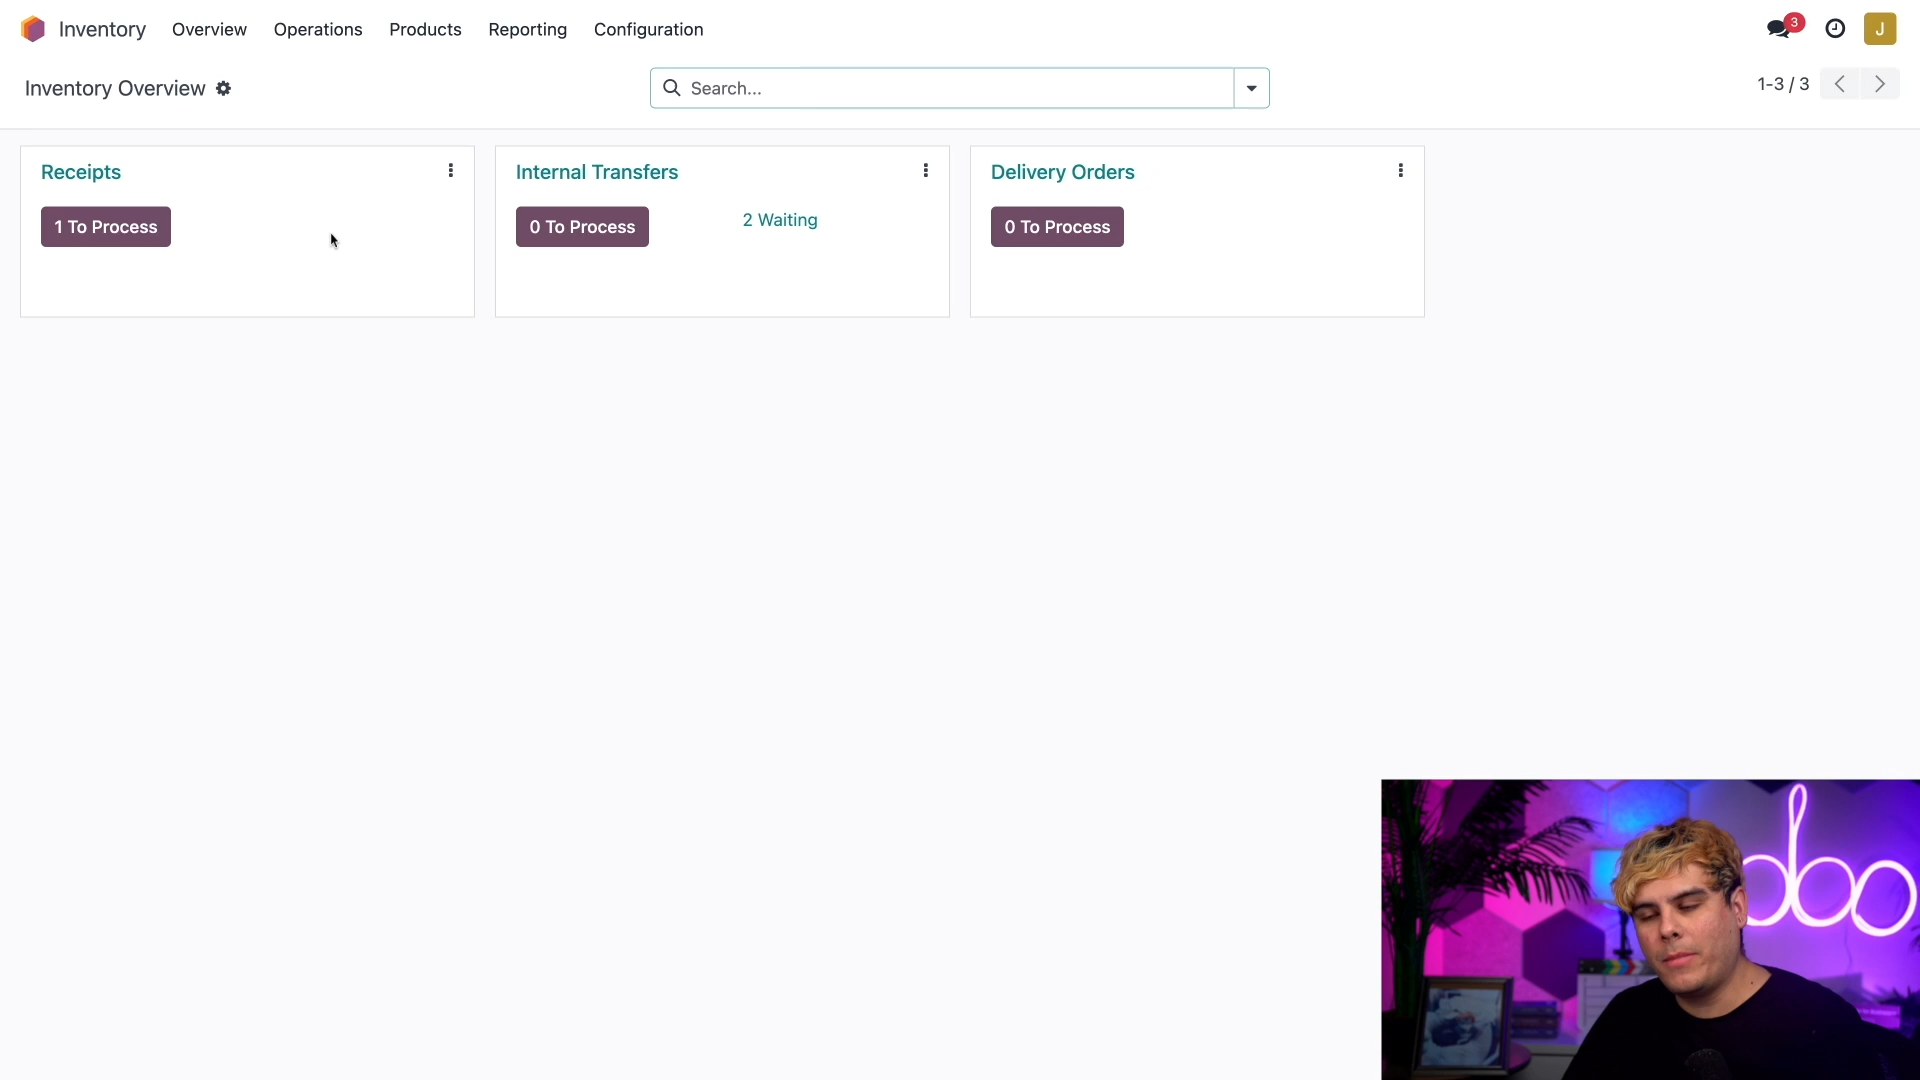 Inventory Overview Operations Products Reporting Configuration 3 J
Inventory Overview Search... 1-3 / 3
Receipts Internal Transfers Delivery Orders
1 To Process 0 To Process 2 Waiting 0 To Process